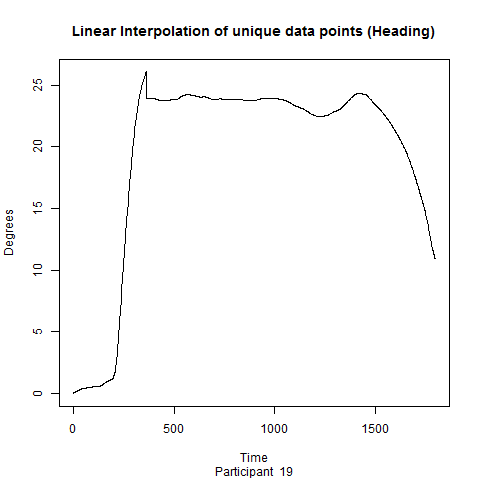 Linear Interpolation of unique data points (Heading)
25
20
15
10
5
0
Degrees
0 500 1000 1500
Time
Participant 19